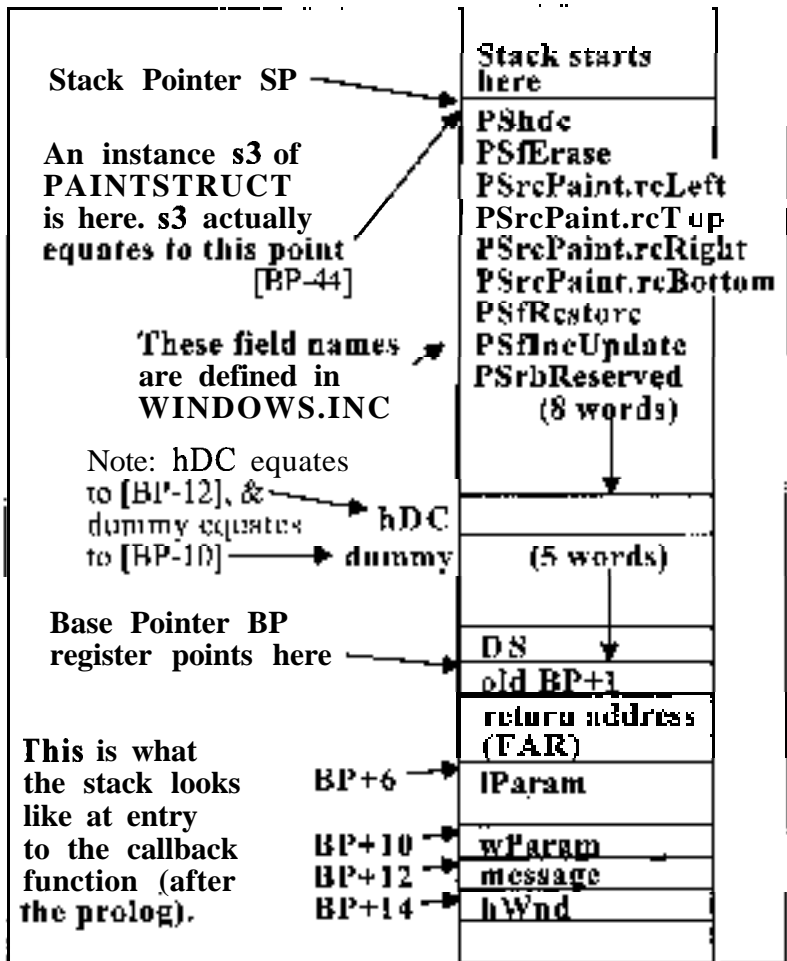 Stack starts
here
Stack Pointer SP
PShdc
PSfErase
PSrcPaint.rcLeft
PSrcPaint.rcTup
PSrcPaint.rcRight
PSrcPaint.rcBottom
PSfRestore
PSfIncUpdate
PSrbReserved
(8 words)
An instance s3 of
PAINTSTRUCT
is here. s3 actually
equates to this point
[BP-44]
These field names
are defined in
WINDOWS.INC
Note: hDC equates
to [BP-12], &
dummy equates
to [BP-10]
hDC
dummy
(5 words)
Base Pointer BP
register points here
DS
old BP+1
return address
(FAR)
This is what
the stack looks
like at entry
to the callback
function (after
the prolog).
BP+6
lParam
BP+10
wParam
BP+12
message
BP+14
hWnd